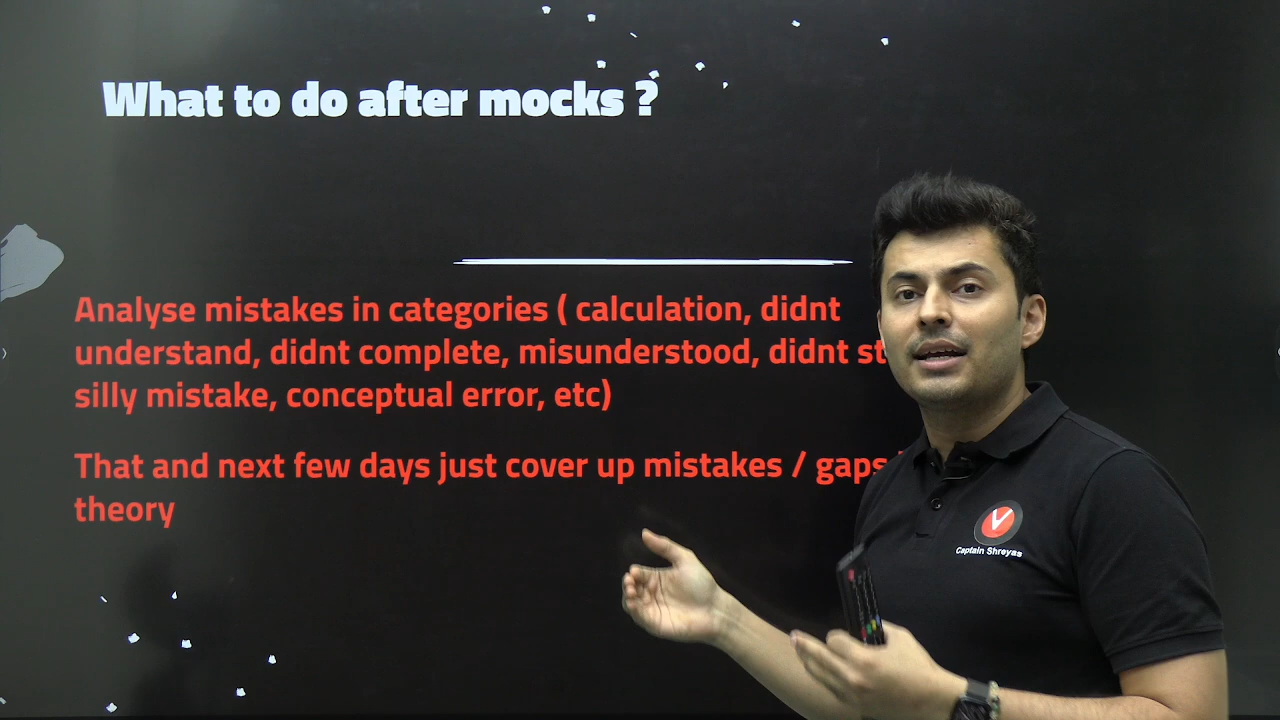 What to do after mocks ?
Analyse mistakes in categories ( calculation, didnt
understand, didnt complete, misunderstood, didnt
silly mistake, conceptual error, etc)
That and next few days just cover up mistakes / gaps
theory
V
Captain Shreyas